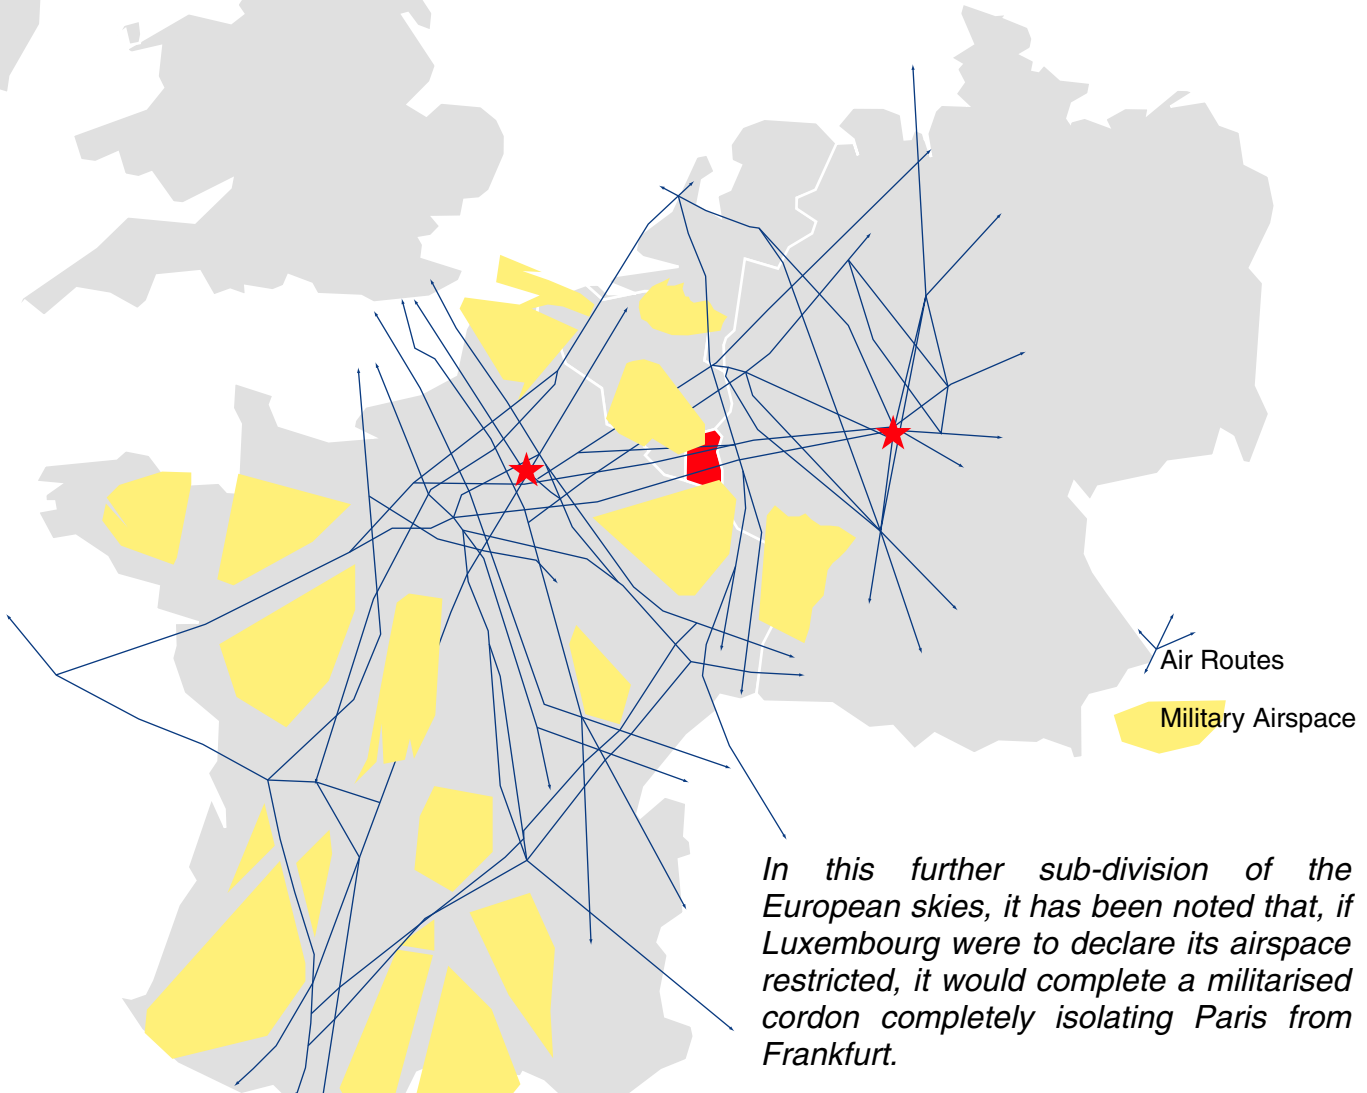 Air Routes
Military Airspace
In this further sub-division of the
European skies, it has been noted that, if
Luxembourg were to declare its airspace
restricted, it would complete a militarised
cordon completely isolating Paris from
Frankfurt.